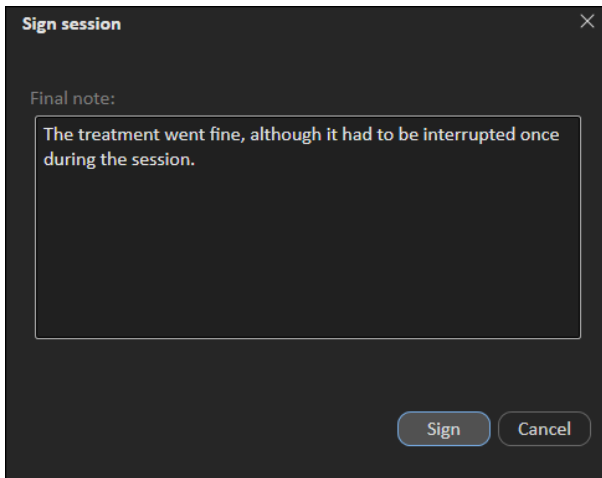 Sign session
Final note:
The treatment went fine, although it had to be interrupted once
during the session.
Sign
Cancel